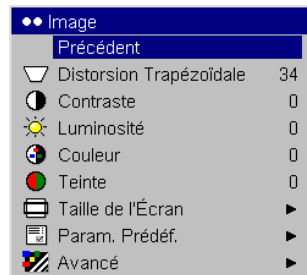 Image
Précédent
Distorsion Trapézoïdale 34
Contraste 0
Luminosité 0
Couleur 0
Teinte 0
Taille de l'Écran
Param. Prédéf.
Avancé